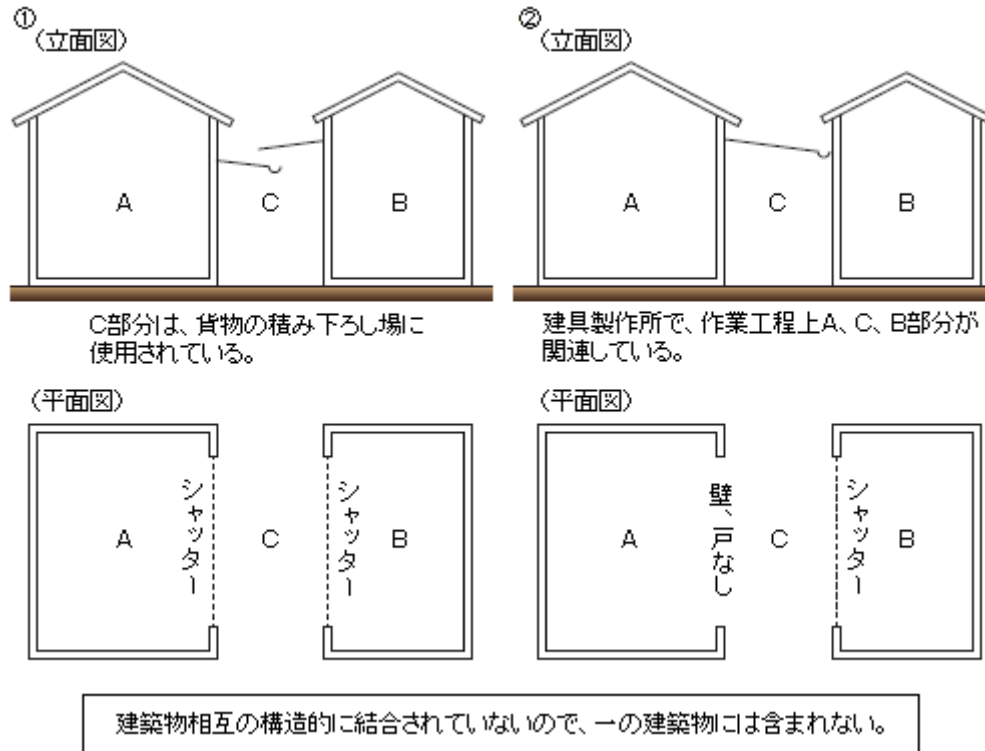 ①
(立面図)
A
C
B
C部分は、貨物の積み下ろし場に
使用されている。
(平面図)
A
シャッター
C
シャッター
B
②
(立面図)
A
C
B
建具製作所で、作業工程上A、C、B部分が
関連している。
(平面図)
A
壁、戸なし
C
シャッター
B
建築物相互の構造的に結合されていないので、一の建築物には含まれない。